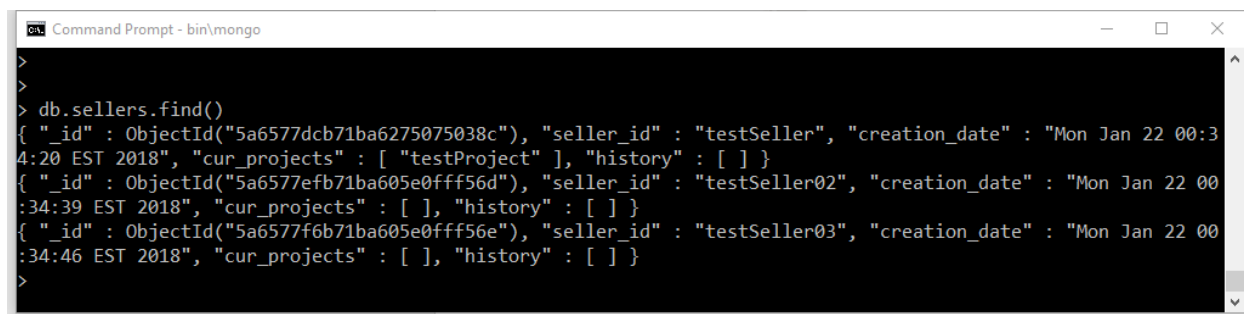 Command Prompt - bin\mongo
>
>
> db.sellers.find()
{ "_id" : ObjectId("5a6577dcb71ba6275075038c"), "seller_id" : "testSeller", "creation_date" : "Mon Jan 22 00:3
4:20 EST 2018", "cur_projects" : [ "testProject" ], "history" : [ ] }
{ "_id" : ObjectId("5a6577efb71ba605e0fff56d"), "seller_id" : "testSeller02", "creation_date" : "Mon Jan 22 00
:34:39 EST 2018", "cur_projects" : [ ], "history" : [ ] }
{ "_id" : ObjectId("5a6577f6b71ba605e0fff56e"), "seller_id" : "testSeller03", "creation_date" : "Mon Jan 22 00
:34:46 EST 2018", "cur_projects" : [ ], "history" : [ ] }
>